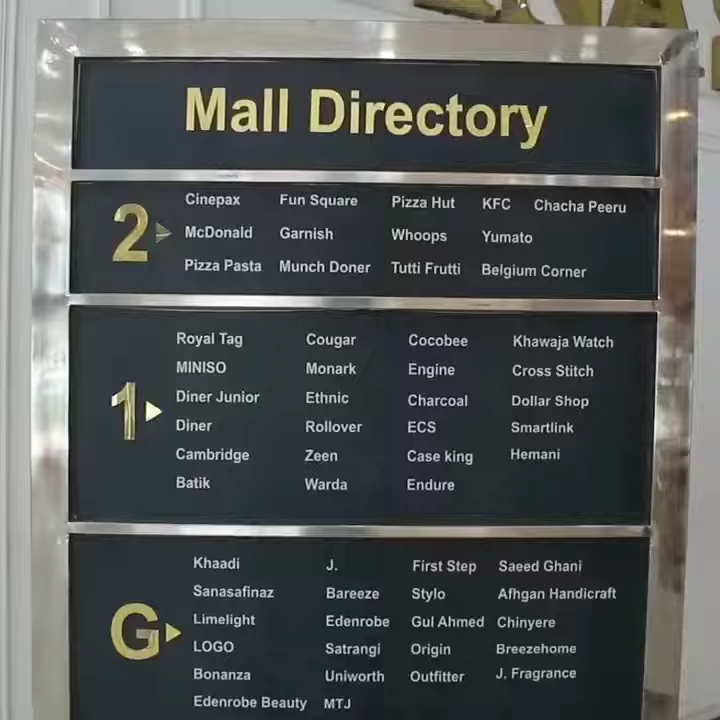 Mall Directory
2
Cinepax Fun Square Pizza Hut KFC Chacha Peeru
McDonald Garnish Whoops Yumato
Pizza Pasta Munch Doner Tutti Frutti Belgium Corner
1
Royal Tag Cougar Cocobee Khawaja Watch
MINISO Monark Engine Cross Stitch
Diner Junior Ethnic Charcoal Dollar Shop
Diner Rollover ECS Smartlink
Cambridge Zeen Case king Hemani
Batik Warda Endure
G
Khaadi J. First Step Saeed Ghani
Sanasafinaz Bareeze Stylo Afhgan Handicraft
Limelight Edenrobe Gul Ahmed Chinyere
LOGO Satrangi Origin Breezehome
Bonanza Uniworth Outfitter J. Fragrance
Edenrobe Beauty MTJ